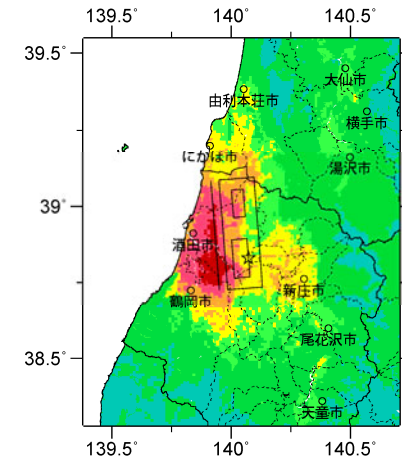 139.5° 140° 140.5°
39.5°
大仙市
由利本荘市
横手市
にかほ市
湯沢市
39°
酒田市
新庄市
鶴岡市
尾花沢市
38.5°
天童市
139.5° 140° 140.5°